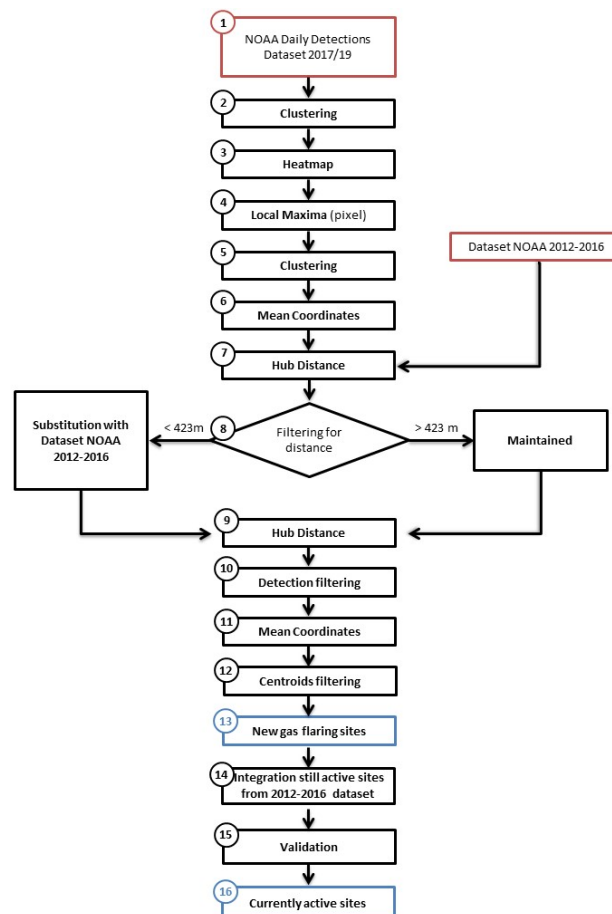 1
NOAA Daily Detections
Dataset 2017/19
2
Clustering
3
Heatmap
4
Local Maxima (pixel)
5
Clustering
Dataset NOAA 2012-2016
6
Mean Coordinates
7
Hub Distance
Substitution with
Dataset NOAA
2012-2016
< 423m
8
Filtering for
distance
> 423 m
Maintained
9
Hub Distance
10
Detection filtering
11
Mean Coordinates
12
Centroids filtering
13
New gas flaring sites
14
Integration still active sites
from 2012-2016 dataset
15
Validation
16
Currently active sites